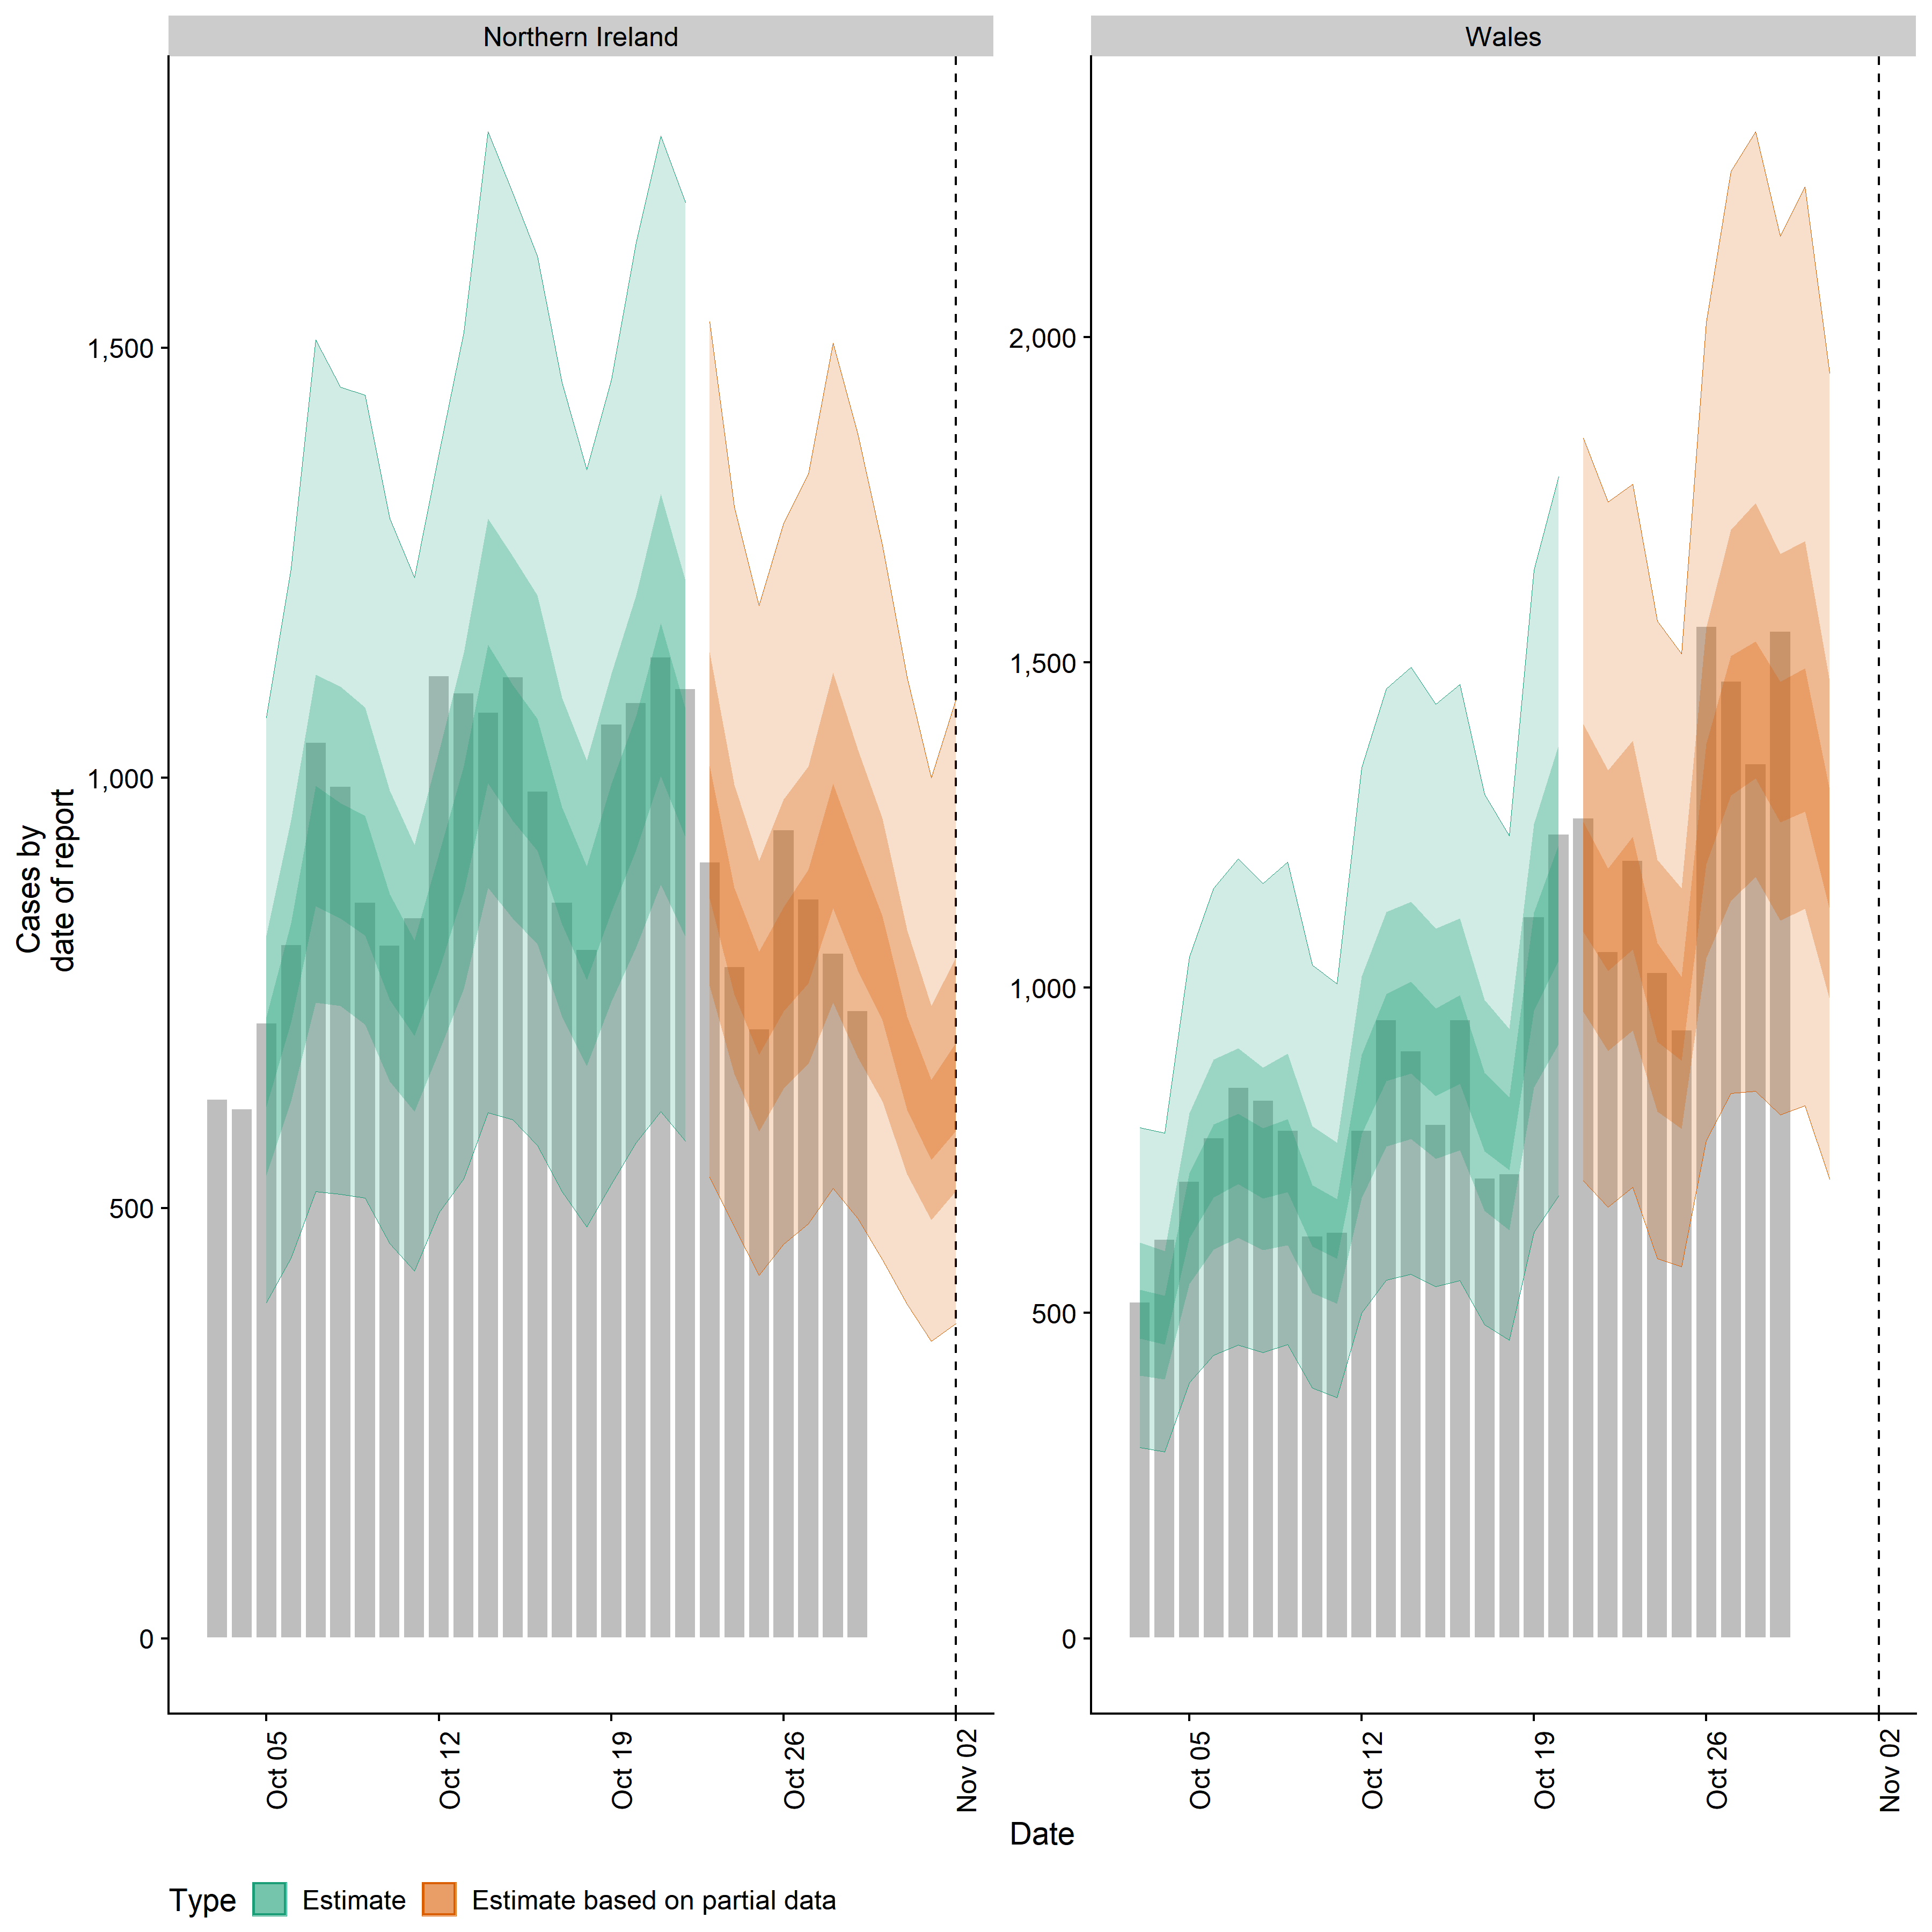 Northern Ireland
Wales
Cases by
date of report
1,500
1,000
500
0
2,000
1,500
1,000
500
0
Oct 05
Oct 12
Oct 19
Oct 26
Nov 02
Oct 05
Oct 12
Oct 19
Oct 26
Nov 02
Date
Type Estimate Estimate based on partial data